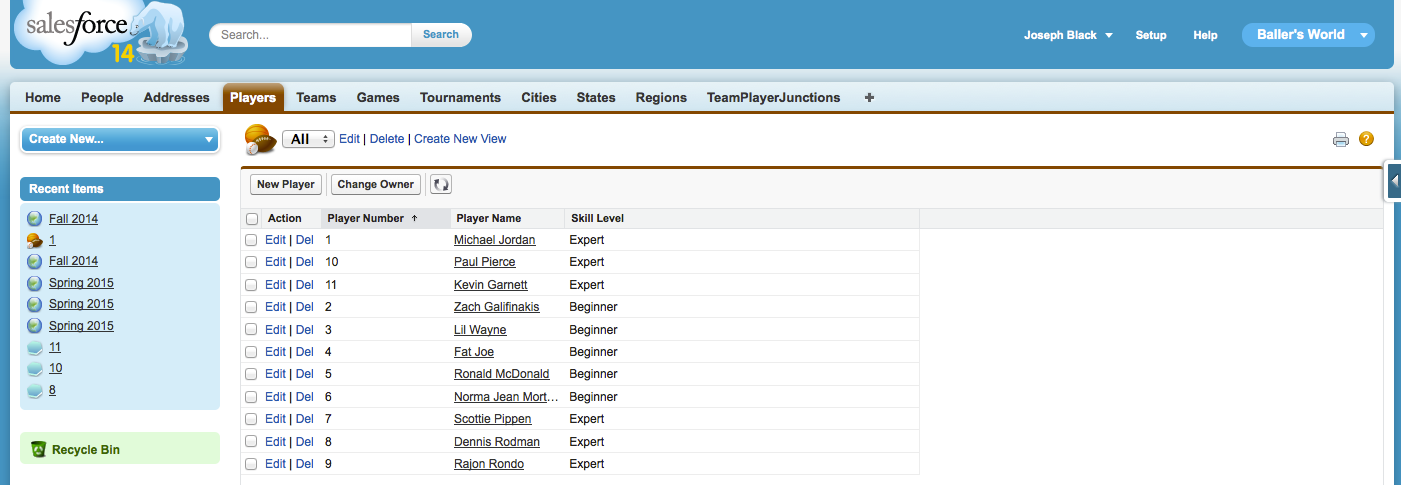 salesforce
14
Search...
Search
Joseph Black
Setup
Help
Baller's World
Home People Addresses Players Teams Games Tournaments Cities States Regions TeamPlayerJunctions +
Create New...
Recent Items
Fall 2014
1
Fall 2014
Spring 2015
Spring 2015
Spring 2015
11
10
8
Recycle Bin
All Edit | Delete | Create New View
?
New Player Change Owner
Action Player Number Player Name Skill Level
Edit | Del 1 Michael Jordan Expert
Edit | Del 10 Paul Pierce Expert
Edit | Del 11 Kevin Garnett Expert
Edit | Del 2 Zach Galifinakis Beginner
Edit | Del 3 Lil Wayne Beginner
Edit | Del 4 Fat Joe Beginner
Edit | Del 5 Ronald McDonald Beginner
Edit | Del 6 Norma Jean Mort... Beginner
Edit | Del 7 Scottie Pippen Expert
Edit | Del 8 Dennis Rodman Expert
Edit | Del 9 Rajon Rondo Expert